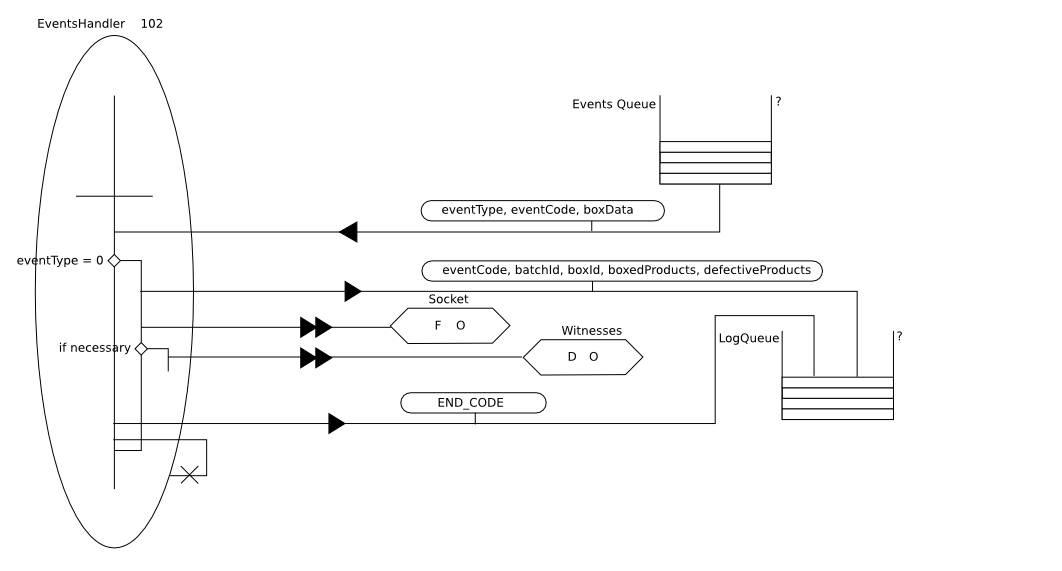 EventsHandler 102
Events Queue ?
eventType, eventCode, boxData
eventType = 0
eventCode, batchId, boxId, boxedProducts, defectiveProducts
Socket
F O
Witnesses
if necessary
D O
LogQueue ?
END_CODE